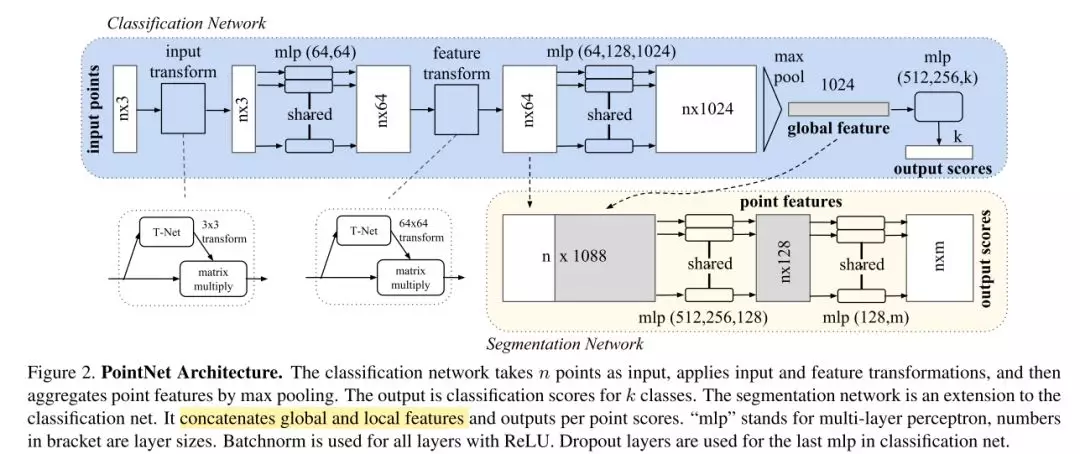 Classification Network
input points
nx3
input
transform
nx3
mlp (64,64)
shared
nx64
feature
transform
nx64
mlp (64,128,1024)
shared
nx1024
max
pool
1024
global feature
mlp
(512,256,k)
k
output scores
T-Net
3x3
transform
matrix
multiply
T-Net
64x64
transform
matrix
multiply
point features
n x 1088
shared
mlp (512,256,128)
nx128
shared
mlp (128,m)
nxm
output scores
Segmentation Network
Figure 2. PointNet Architecture. The classification network takes n points as input, applies input and feature transformations, and then
aggregates point features by max pooling. The output is classification scores for k classes. The segmentation network is an extension to the
classification net. It concatenates global and local features and outputs per point scores. “mlp” stands for multi-layer perceptron, numbers
in bracket are layer sizes. Batchnorm is used for all layers with ReLU. Dropout layers are used for the last mlp in classification net.